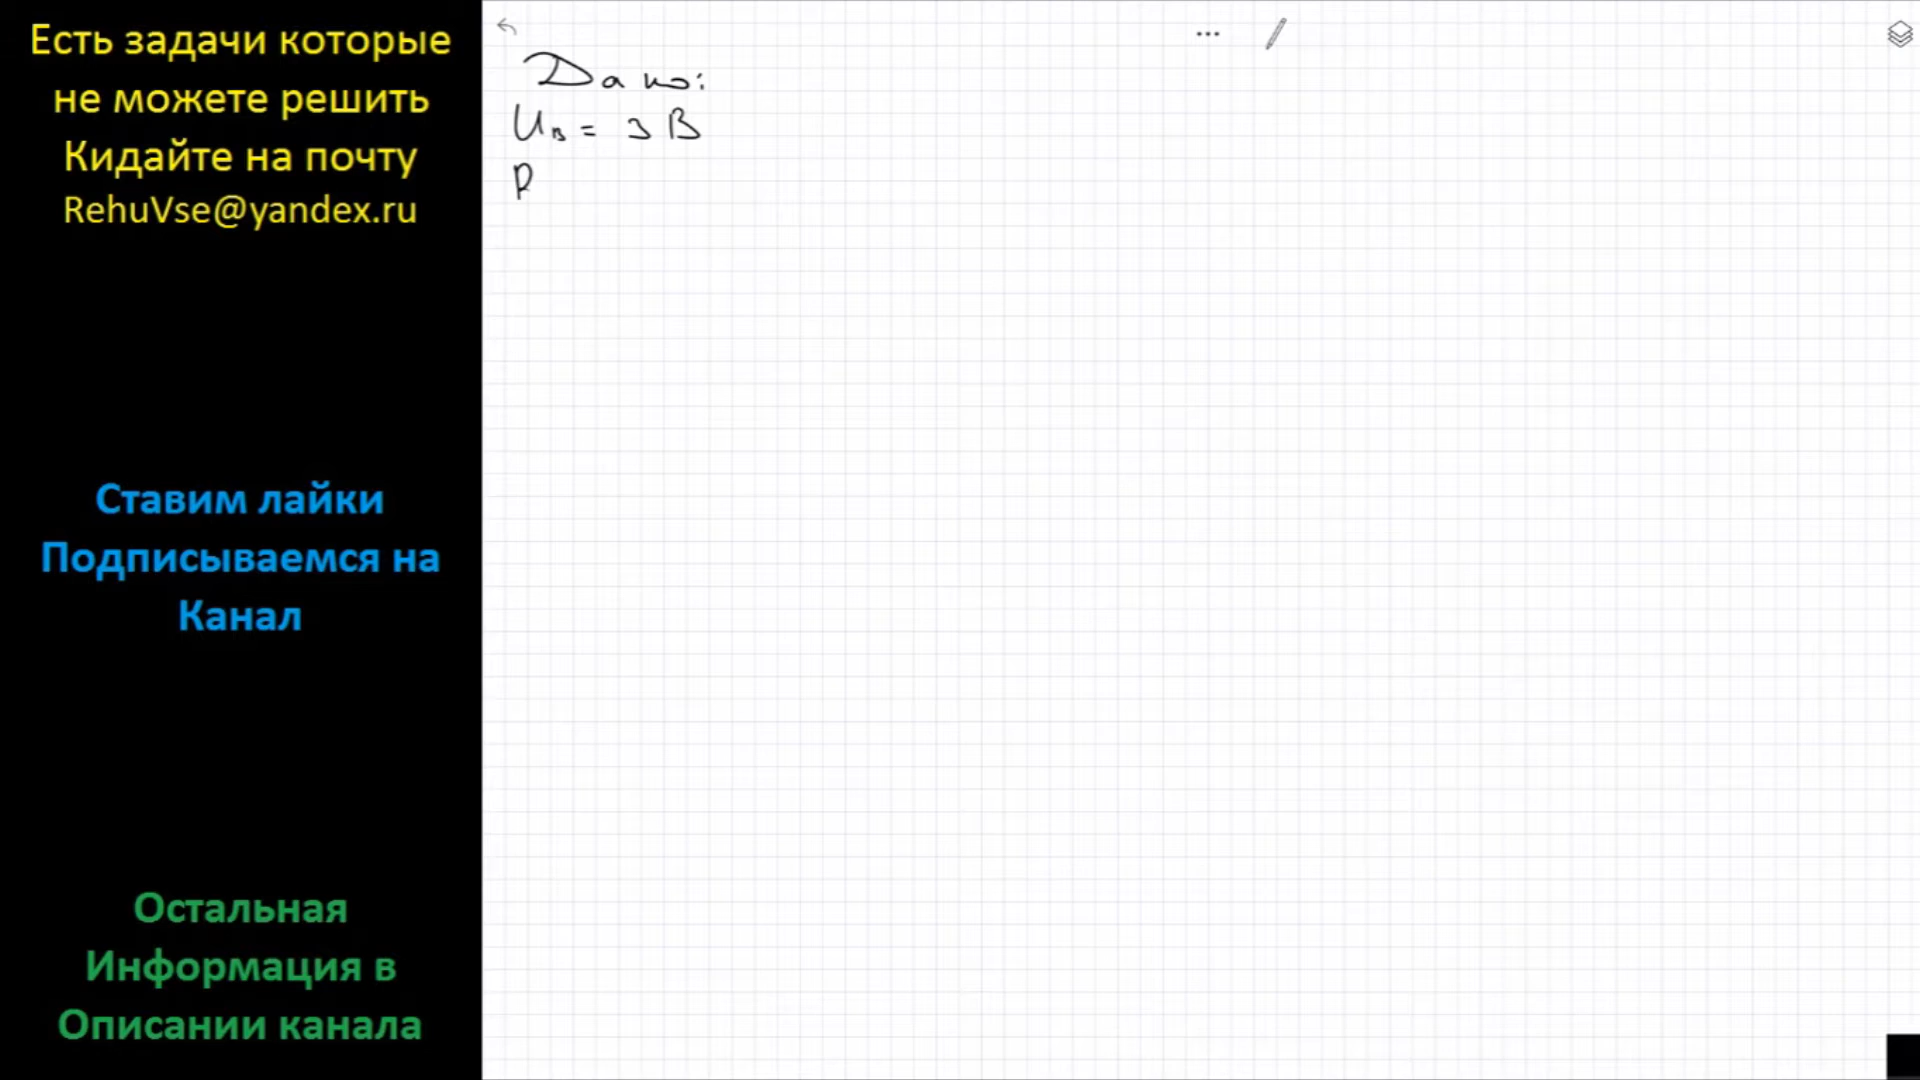 Есть задачи которые
не можете решить
Кидайте на почту
RehuVse@yandex.ru
Ставим лайки
Подписываемся на
Канал
Остальная
Информация в
Описании канала
Дано:
Uв = 3 В
R